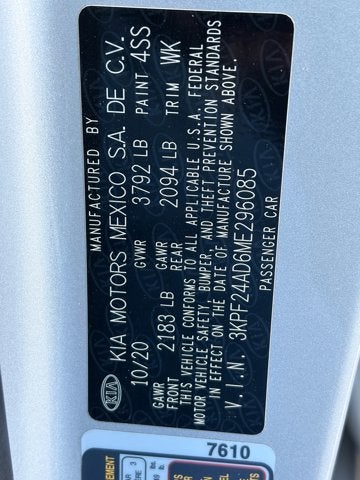 MANUFACTURED BY
KIA KIA MOTORS MEXICO S.A. DE C.V.
10/20 GVWR 3792 LB PAINT 4SS
GAWR FRONT 2183 LB GAWR REAR 2094 LB TRIM WK
THIS VEHICLE CONFORMS TO ALL APPLICABLE U.S.A. FEDERAL
MOTOR VEHICLE SAFETY, BUMPER, AND THEFT PREVENTION STANDARDS
IN EFFECT ON THE DATE OF MANUFACTURE SHOWN ABOVE.
V.I.N. 3KPF24AD6ME296085
PASSENGER CAR
7610